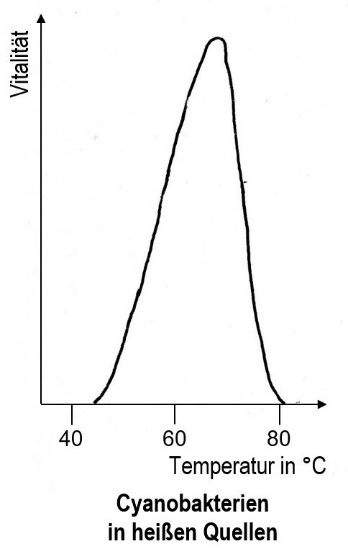 Vitalität
40 60 80
Temperatur in °C
Cyanobakterien
in heißen Quellen